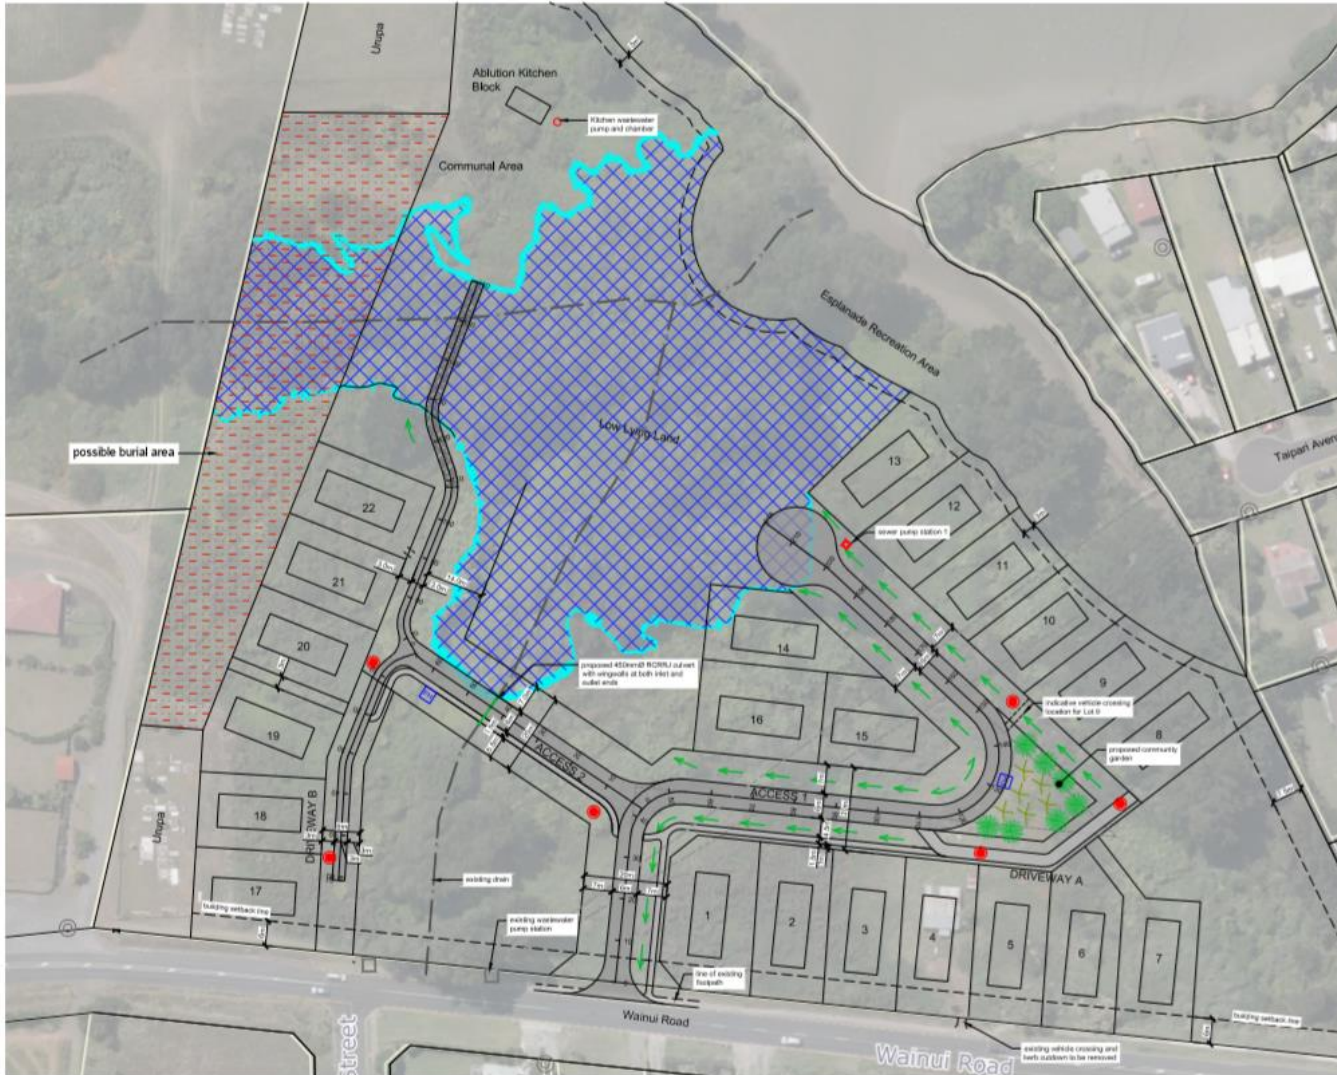 Urupa
Ablution Kitchen
Block
Kitchen wastewater
pump and chamber
Communal Area
Esplanade Recreation Area
Low Lying Land
possible burial area
Taipari Aven
13
12
11
10
9
8
22
21
20
19
18
17
14
16
15
sewer pump station 1
indicative vehicle crossing
location for Lot 9
proposed community
garden
proposed 450mmØ RCRRJ culvert
with wingwalls at both inlet and
outlet ends
ACCESS 2
ACCESS 1
DRIVEWAY B
DRIVEWAY A
Urupa
existing drain
building setback line
existing wastewater
pump station
1
2
3
4
5
6
7
line of existing
footpath
building setback line
Wainui Road
Wainui Road
existing vehicle crossing and
kerb cutdown to be removed
Street